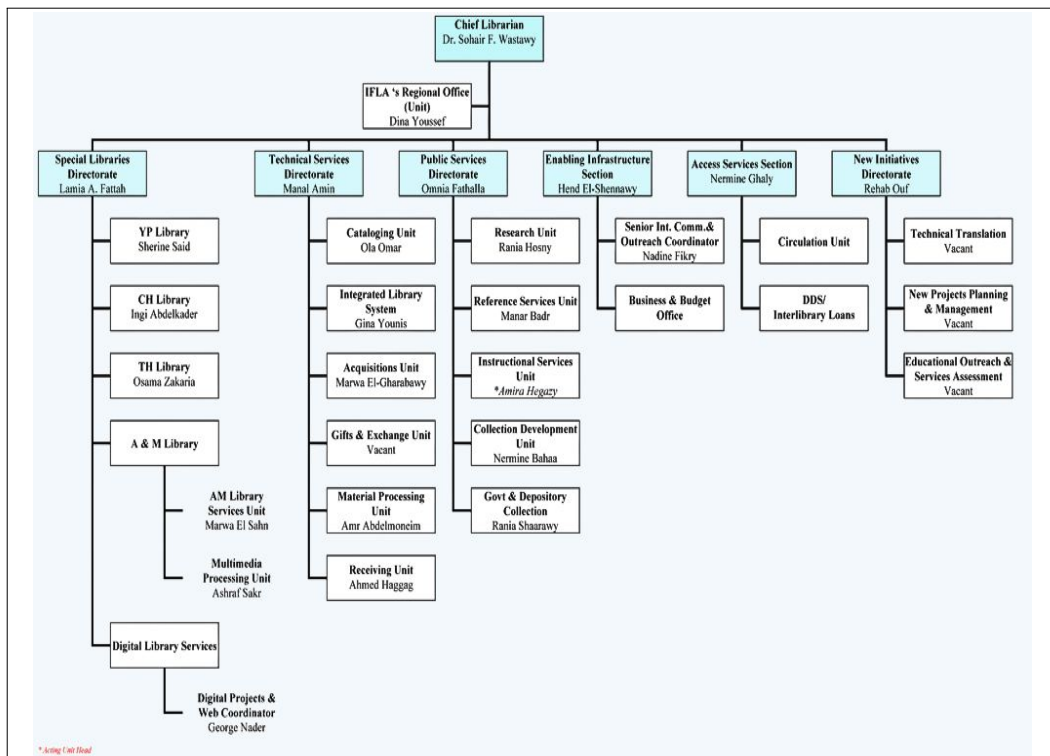 Chief Librarian
Dr. Sohair F. Wastawy
IFLA 's Regional Office
(Unit)
Dina Youssef
Special Libraries
Directorate
Lamia A. Fattah
YP Library
Sherine Said
CH Library
Ingi Abdelkader
TH Library
Osama Zakaria
A & M Library
AM Library
Services Unit
Marwa El Sahn
Multimedia
Processing Unit
Ashraf Sakr
Digital Library Services
Digital Projects &
Web Coordinator
George Nader
Technical Services
Directorate
Manal Amin
Cataloging Unit
Ola Omar
Integrated Library
System
Gina Younis
Acquisitions Unit
Marwa El-Gharabawy
Gifts & Exchange Unit
Vacant
Material Processing
Unit
Amr Abdelmoneim
Receiving Unit
Ahmed Haggag
Public Services
Directorate
Omnia Fathalla
Research Unit
Rania Hosny
Reference Services Unit
Manar Badr
Instructional Services
Unit
*Amira Hegazy
Collection Development
Unit
Nermine Bahaa
Govt & Depository
Collection
Rania Shaarawy
Enabling Infrastructure
Section
Hend El-Shennawy
Senior Int. Comm.&
Outreach Coordinator
Nadine Fikry
Business & Budget
Office
Access Services Section
Nermine Ghaly
Circulation Unit
DDS/
Interlibrary Loans
New Initiatives
Directorate
Rehab Ouf
Technical Translation
Vacant
New Projects Planning
& Management
Vacant
Educational Outreach &
Services Assessment
Vacant
* Acting Unit Head